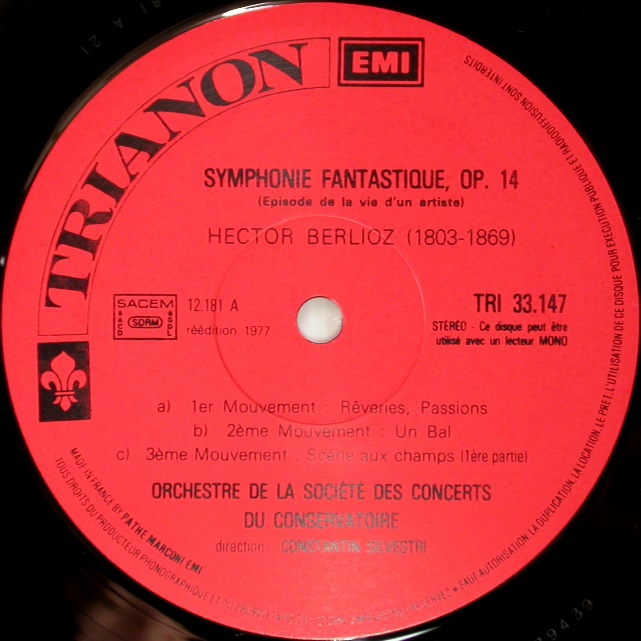 TRIANON
EMI
SYMPHONIE FANTASTIQUE, OP. 14
(Episode de la vie d'un artiste)
HECTOR BERLIOZ (1803-1869)
SACEM
SDRM
12.181 A
réédition 1977
TRI 33.147
STÉRÉO - Ce disque peut être
utilisé avec un lecteur MONO
a) 1er Mouvement : Rêveries, Passions
b) 2ème Mouvement : Un Bal
c) 3ème Mouvement : Scène aux champs (1ère partie)
ORCHESTRE DE LA SOCIÉTÉ DES CONCERTS
DU CONSERVATOIRE
direction : CONSTANTIN SILVESTRI
MADE IN FRANCE BY PATHE MARCONI EMI
TOUS DROITS DU PRODUCTEUR PHONOGRAPHIQUE ET DU
SAUF AUTORISATION, LA DUPLICATION, LA LOCATION, LE PRET, L'UTILISATION DE CE DISQUE POUR EXECUTION PUBLIQUE ET RADIODIFFUSION SONT INTERDITS